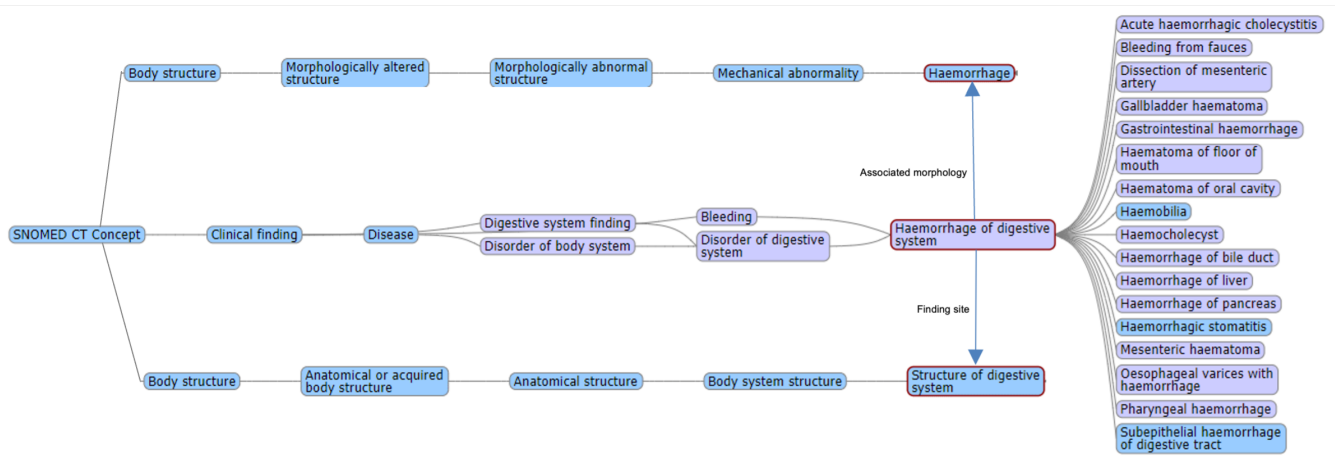 Acute haemorrhagic cholecystitis
Bleeding from fauces
Dissection of mesenteric
artery
Gallbladder haematoma
Gastrointestinal haemorrhage
Haematoma of floor of
mouth
Haematoma of oral cavity
Haemobilia
Haemocholecyst
Haemorrhage of bile duct
Haemorrhage of liver
Haemorrhage of pancreas
Haemorrhagic stomatitis
Mesenteric haematoma
Oesophageal varices with
haemorrhage
Pharyngeal haemorrhage
Subepithelial haemorrhage
of digestive tract
Body structure
Morphologically altered
structure
Morphologically abnormal
structure
Mechanical abnormality
Haemorrhage
Associated morphology
SNOMED CT Concept
Clinical finding
Disease
Digestive system finding
Disorder of body system
Bleeding
Disorder of digestive
system
Haemorrhage of digestive
system
Finding site
Body structure
Anatomical or acquired
body structure
Anatomical structure
Body system structure
Structure of digestive
system